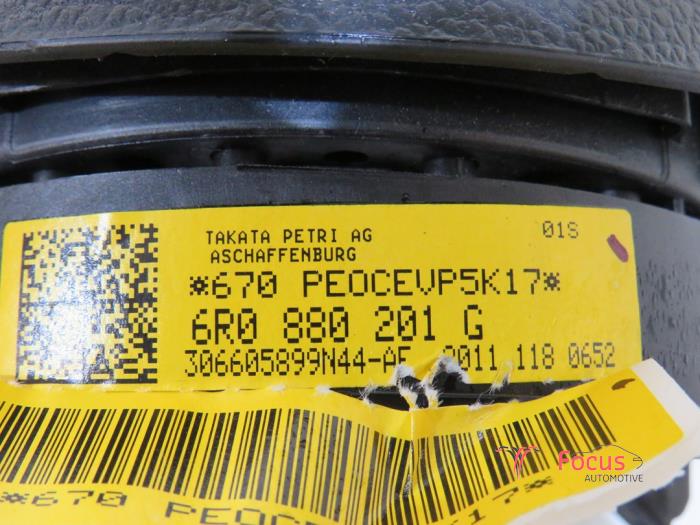 TAKATA PETRI AG 01S
ASCHAFFENBURG
*670 PEOCEVP5K17*
6R0 880 201 G
306605899N44-AE 2011 118 0652
Focus
AUTOMOTIVE